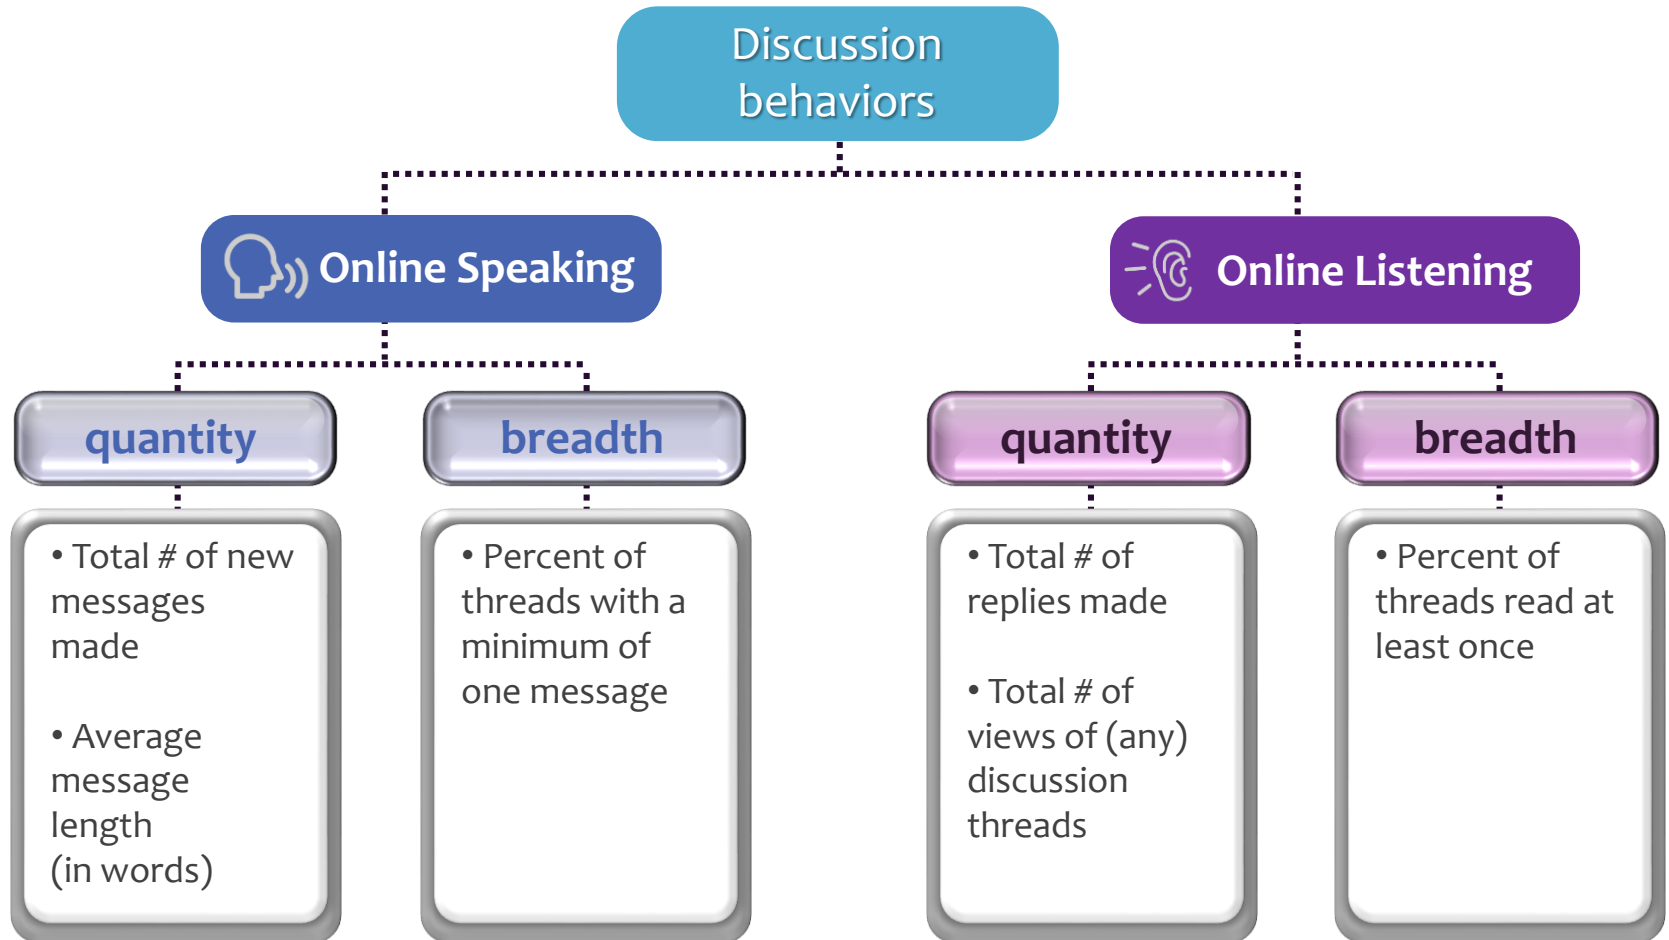 Discussion
behaviors
Online Speaking
Online Listening
quantity
breadth
quantity
breadth
• Total # of new
messages
made
• Average
message
length
(in words)
• Percent of
threads with a
minimum of
one message
• Total # of
replies made
• Total # of
views of (any)
discussion
threads
• Percent of
threads read at
least once